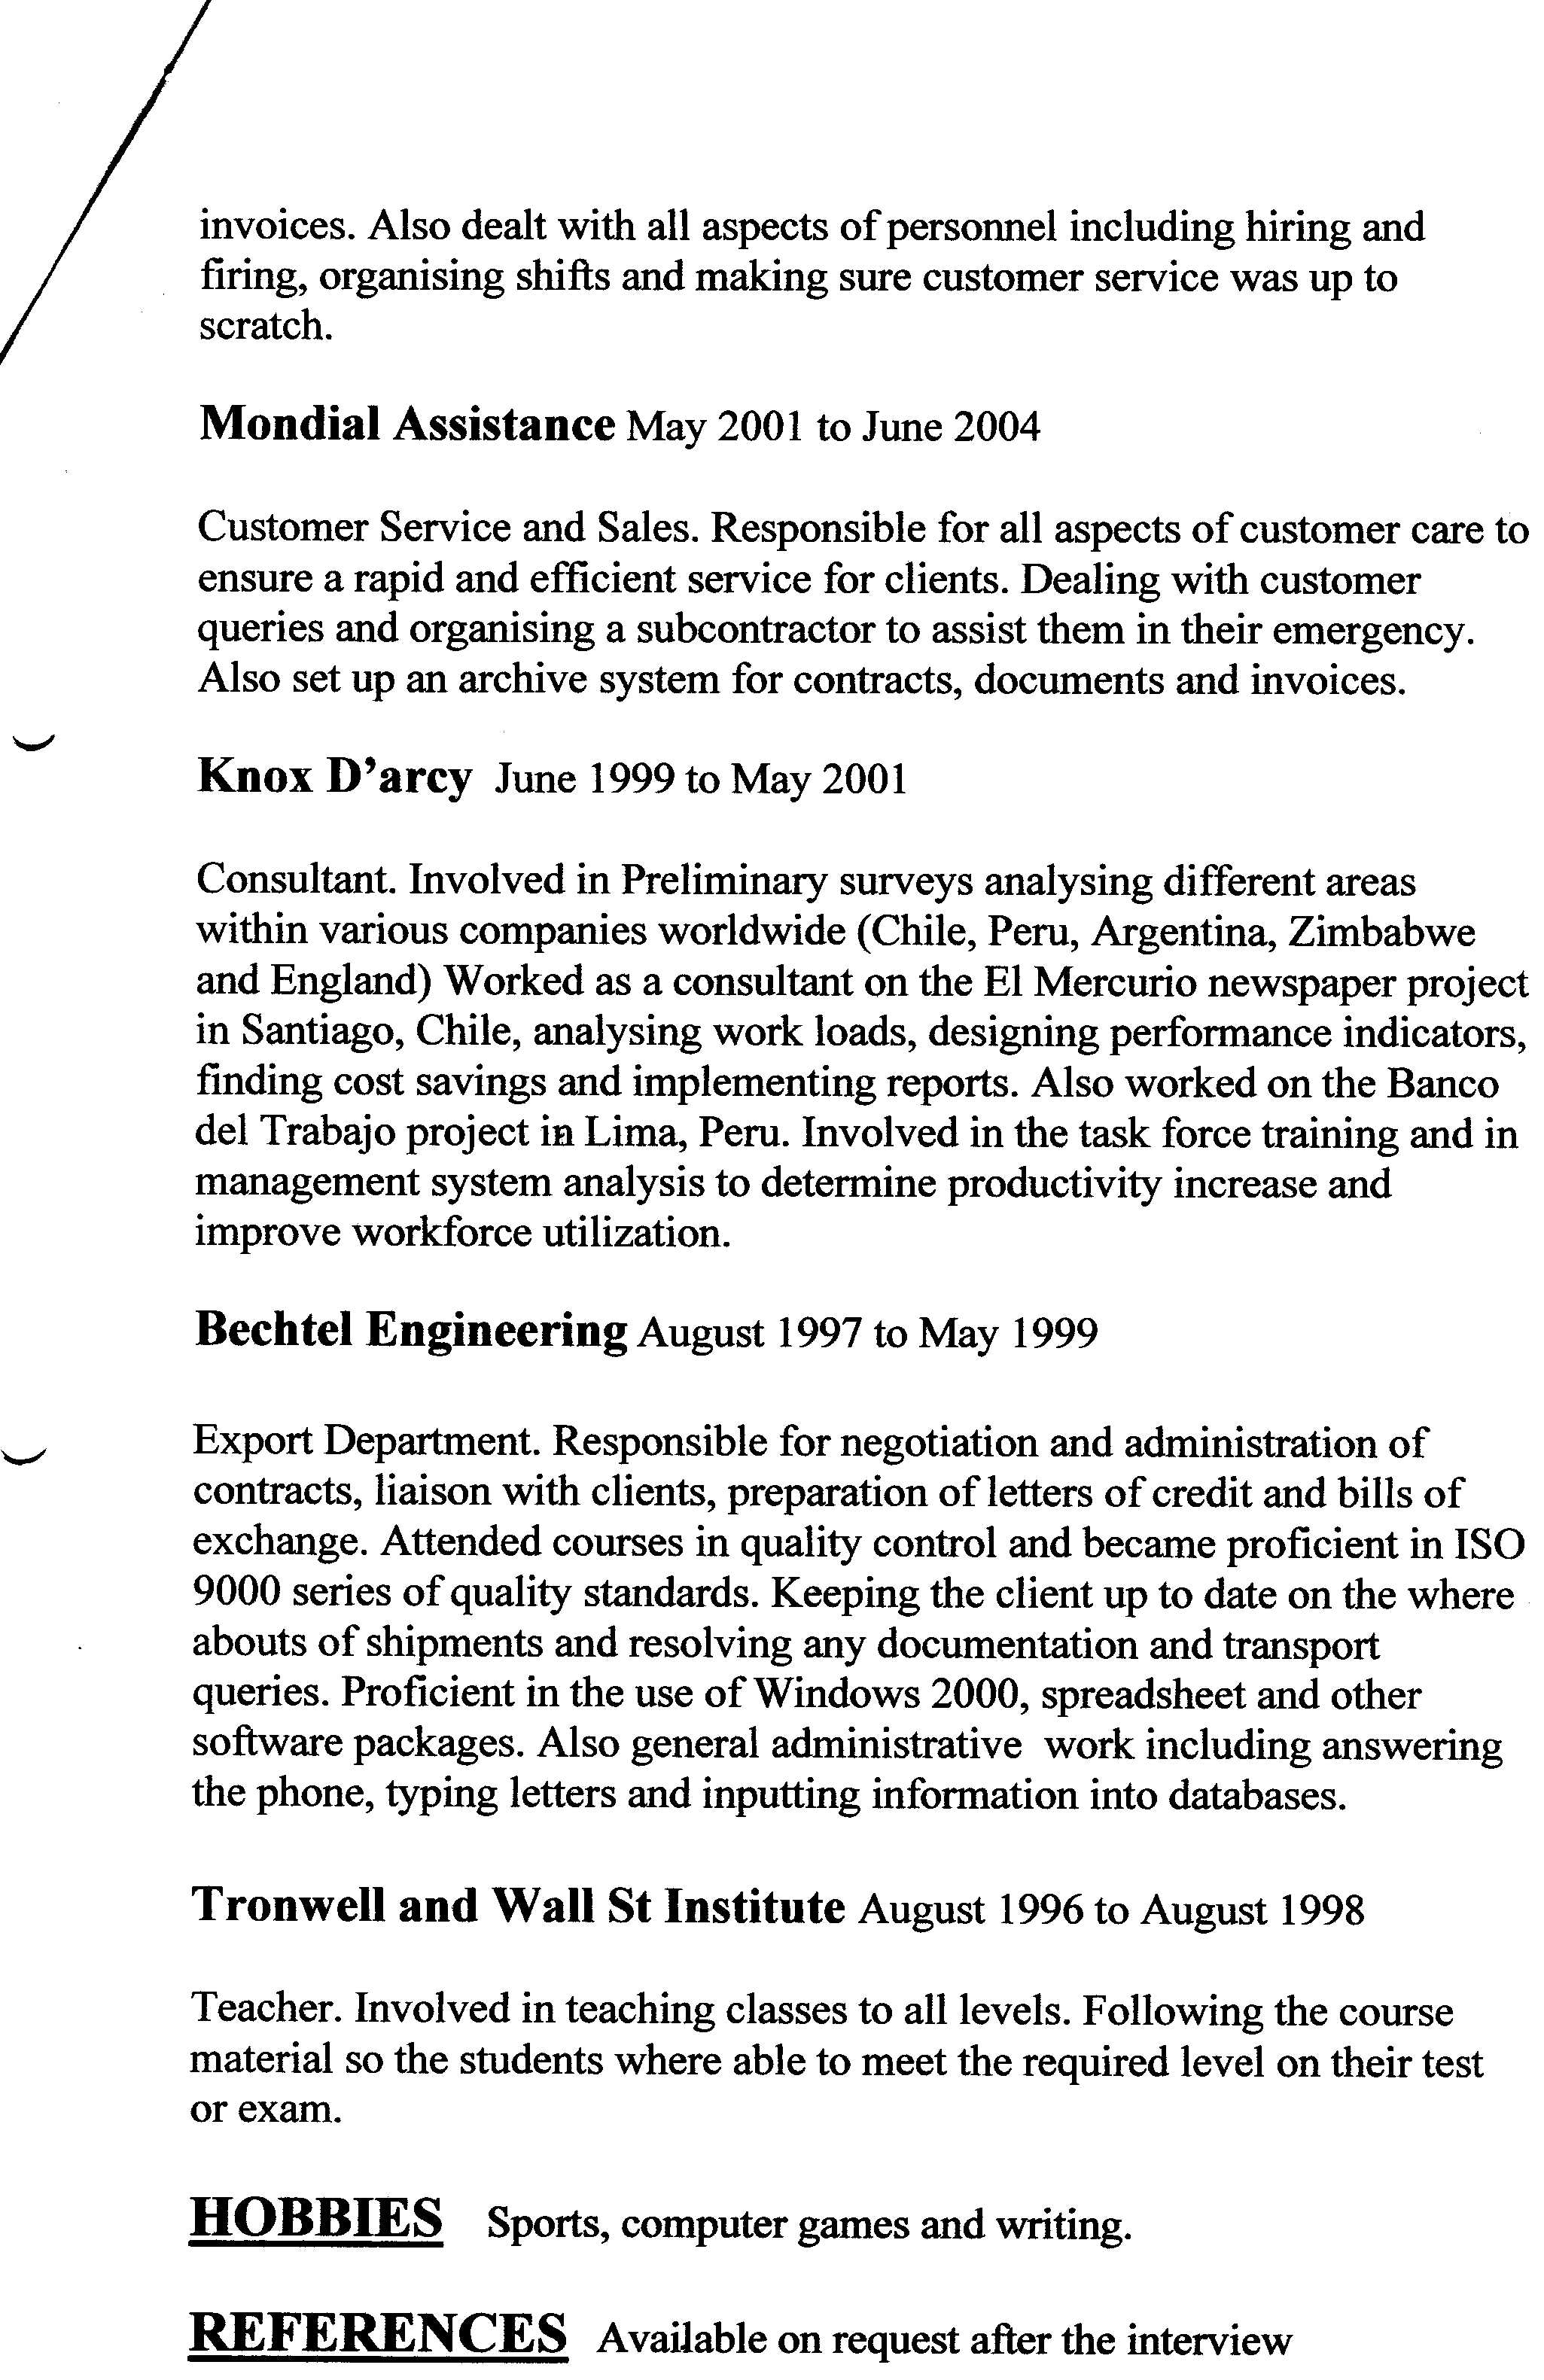 invoices. Also dealt with all aspects of personnel including hiring and
firing, organising shifts and making sure customer service was up to
scratch.
Mondial Assistance May 2001 to June 2004
Customer Service and Sales. Responsible for all aspects of customer care to
ensure a rapid and efficient service for clients. Dealing with customer
queries and organising a subcontractor to assist them in their emergency.
Also set up an archive system for contracts, documents and invoices.
Knox D’arcy June 1999 to May 2001
Consultant. Involved in Preliminary surveys analysing different areas
within various companies worldwide (Chile, Peru, Argentina, Zimbabwe
and England) Worked as a consultant on the El Mercurio newspaper project
in Santiago, Chile, analysing work loads, designing performance indicators,
finding cost savings and implementing reports. Also worked on the Banco
del Trabajo project in Lima, Peru. Involved in the task force training and in
management system analysis to determine productivity increase and
improve workforce utilization.
Bechtel Engineering August 1997 to May 1999
Export Department. Responsible for negotiation and administration of
contracts, liaison with clients, preparation of letters of credit and bills of
exchange. Attended courses in quality control and became proficient in ISO
9000 series of quality standards. Keeping the client up to date on the where
abouts of shipments and resolving any documentation and transport
queries. Proficient in the use of Windows 2000, spreadsheet and other
software packages. Also general administrative work including answering
the phone, typing letters and inputting information into databases.
Tronwell and Wall St Institute August 1996 to August 1998
Teacher. Involved in teaching classes to all levels. Following the course
material so the students where able to meet the required level on their test
or exam.
HOBBIES Sports, computer games and writing.
REFERENCES Available on request after the interview